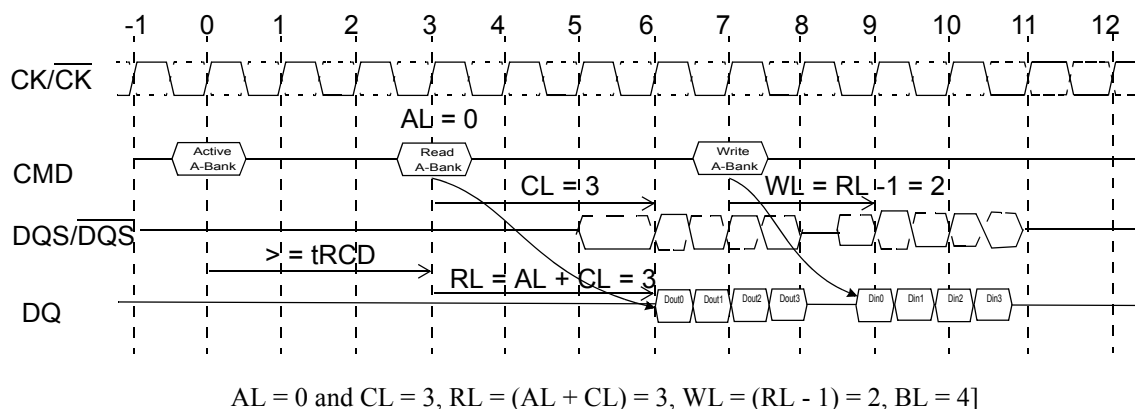 -1 0 1 2 3 4 5 6 7 8 9 10 11 12
CK/CK
AL = 0
Active
A-Bank
Read
A-Bank
Write
A-Bank
CMD
CL = 3
WL = RL -1 = 2
DQS/DQS
> = tRCD
RL = AL + CL = 3
DQ
Dout0 Dout1 Dout2 Dout3 Din0 Din1 Din2 Din3
AL = 0 and CL = 3, RL = (AL + CL) = 3, WL = (RL - 1) = 2, BL = 4]